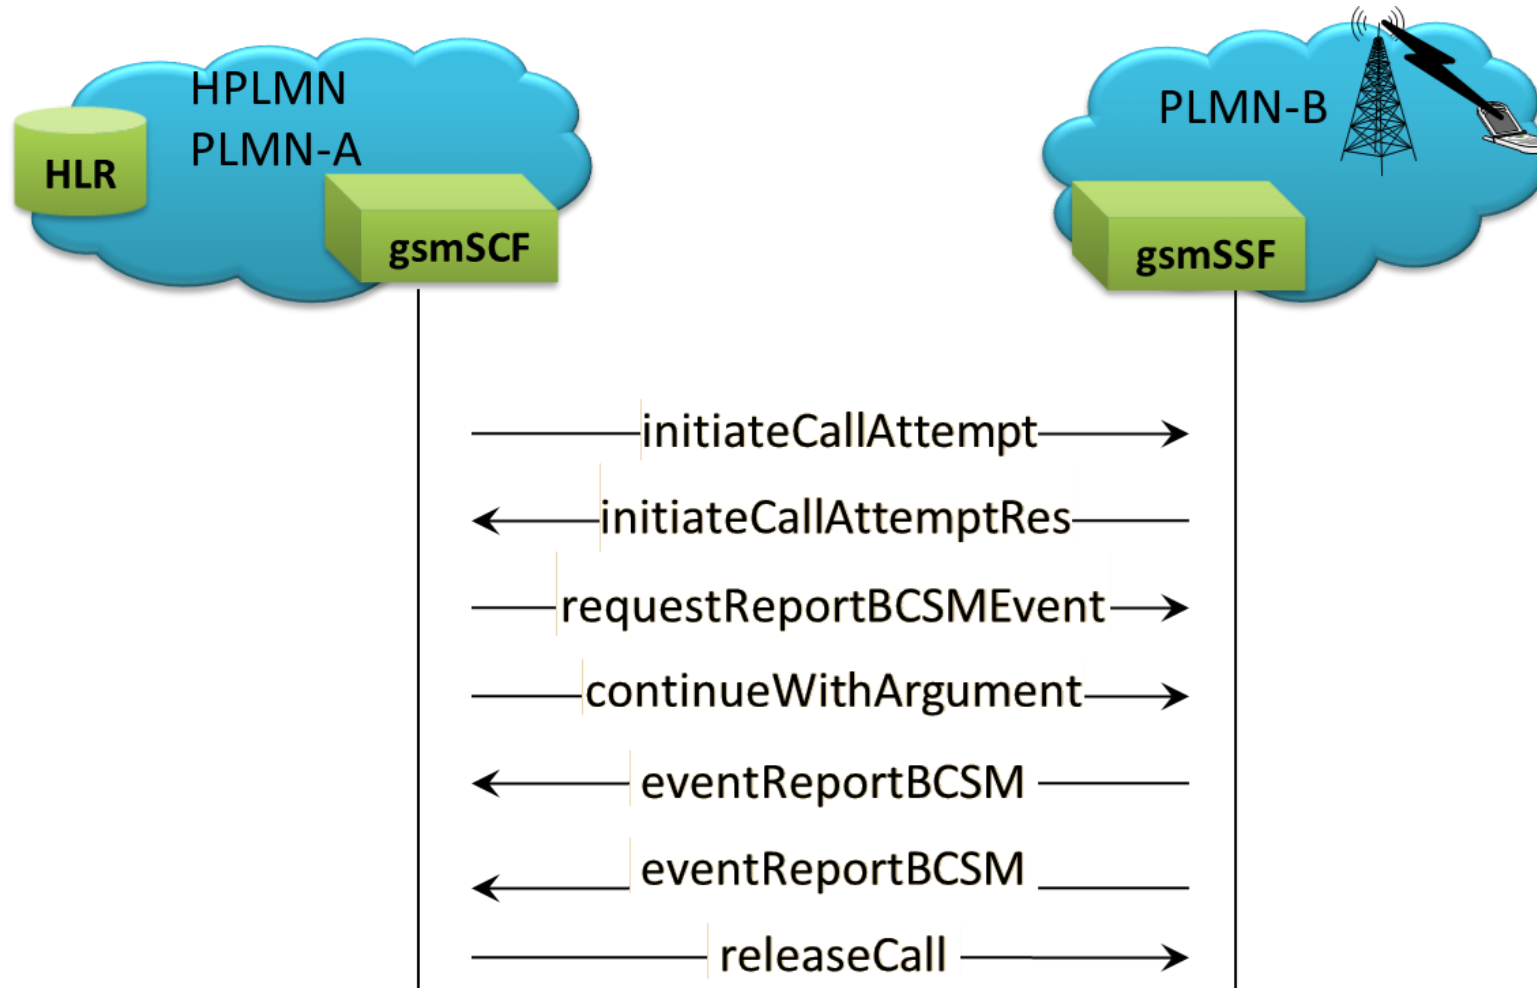 HPLMN
PLMN-A
HLR
gsmSCF
PLMN-B
gsmSSF
initiateCallAttempt
initiateCallAttemptRes
requestReportBCSMEvent
continueWithArgument
eventReportBCSM
eventReportBCSM
releaseCall